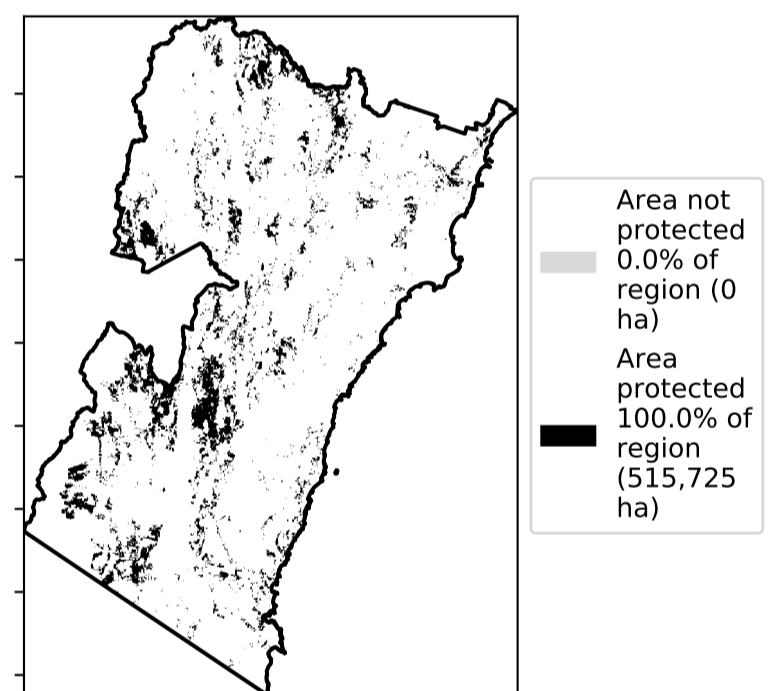 Area not
protected
0.0% of
region (0
ha)
Area
protected
100.0% of
region
(515,725
ha)